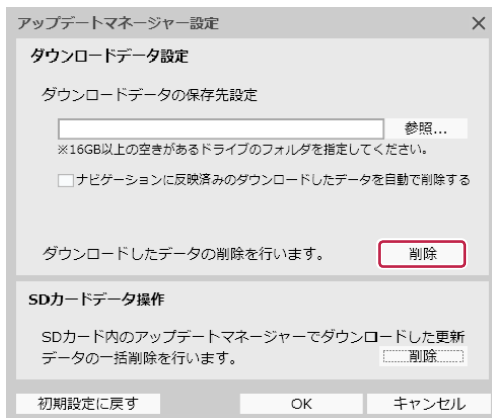 アップデートマネージャー設定
ダウンロードデータ設定
ダウンロードデータの保存先設定
参照...
※16GB以上の空きがあるドライブのフォルダを指定してください。
ナビゲーションに反映済みのダウンロードしたデータを自動で削除する
ダウンロードしたデータの削除を行います。 削除
SDカードデータ操作
SDカード内のアップデートマネージャーでダウンロードした更新
データの一括削除を行います。 削除
初期設定に戻す OK キャンセル